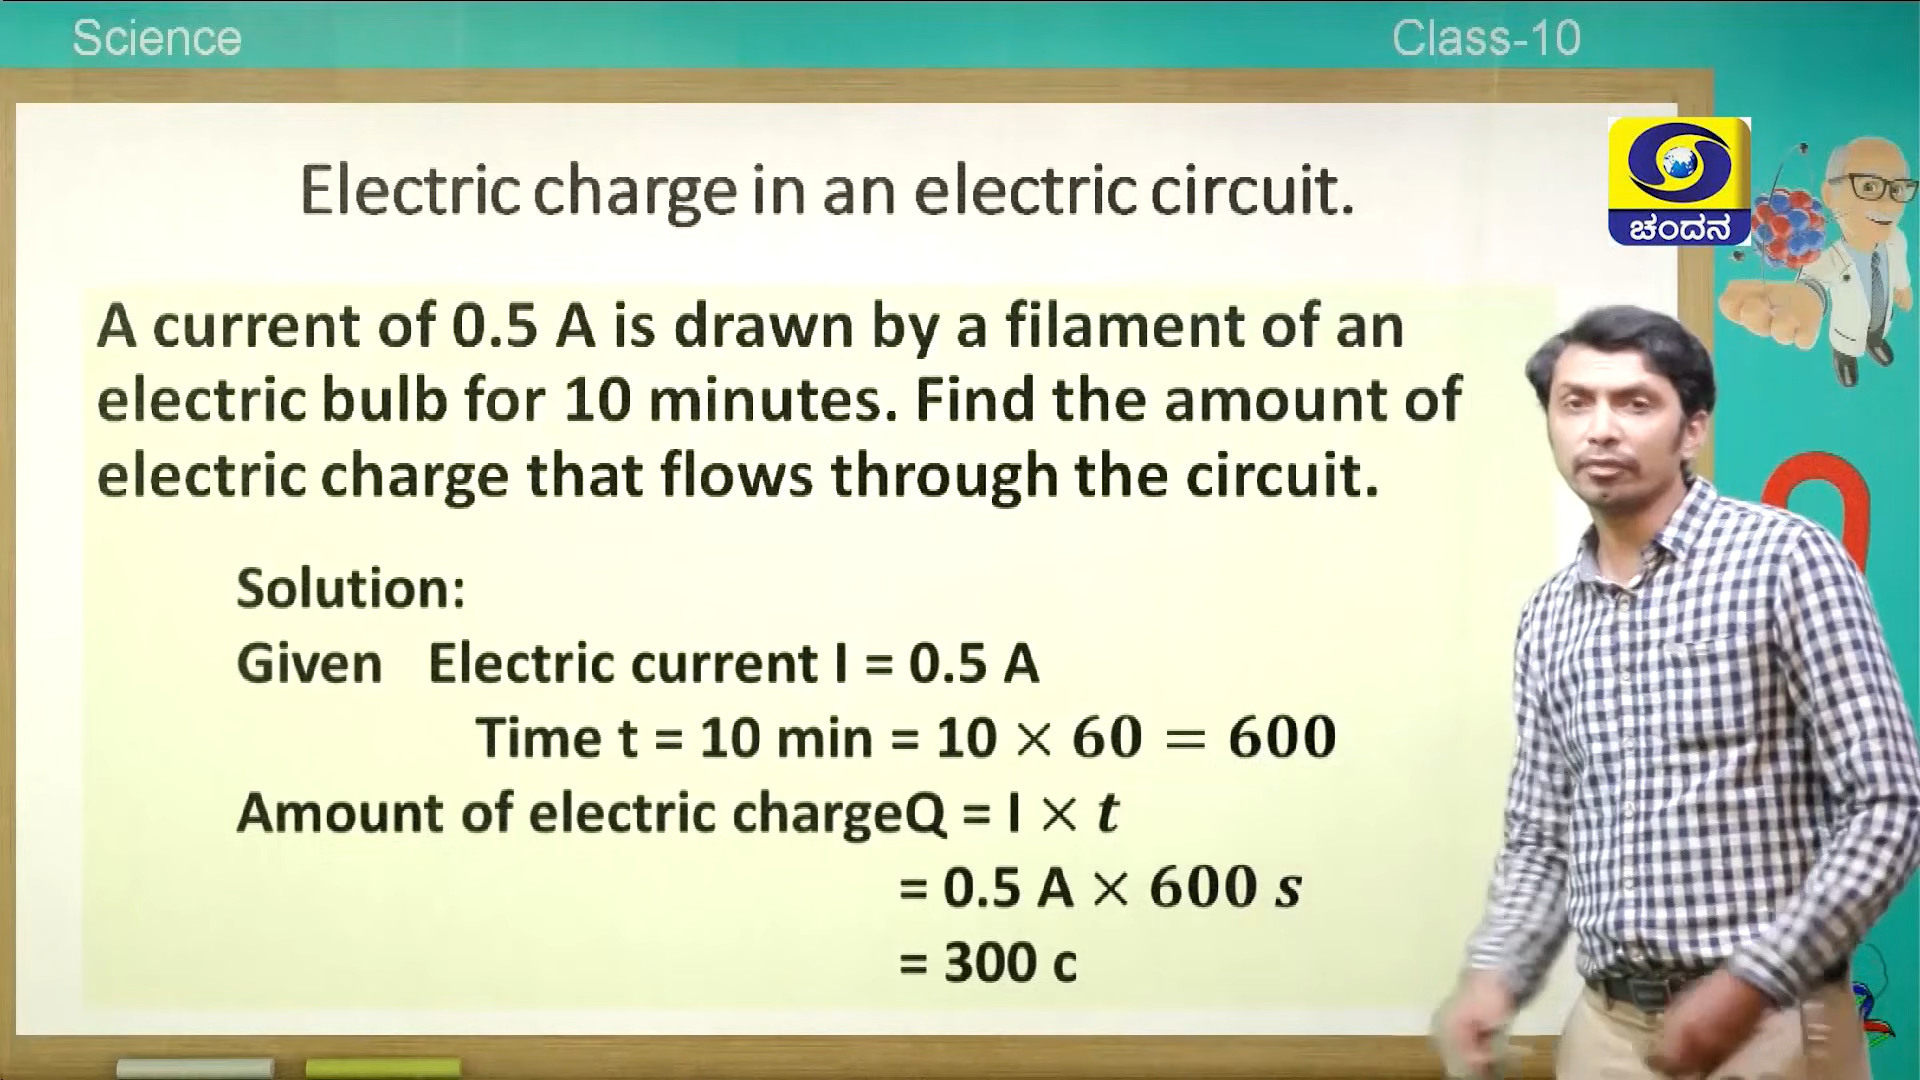 Science
Class-10
Electric charge in an electric circuit.
ಚಂದನ
A current of 0.5 A is drawn by a filament of an
electric bulb for 10 minutes. Find the amount of
electric charge that flows through the circuit.
Solution:
Given Electric current I = 0.5 A
Time t = 10 min = 10 × 60 = 600
Amount of electric chargeQ = I × t
= 0.5 A × 600 s
= 300 c